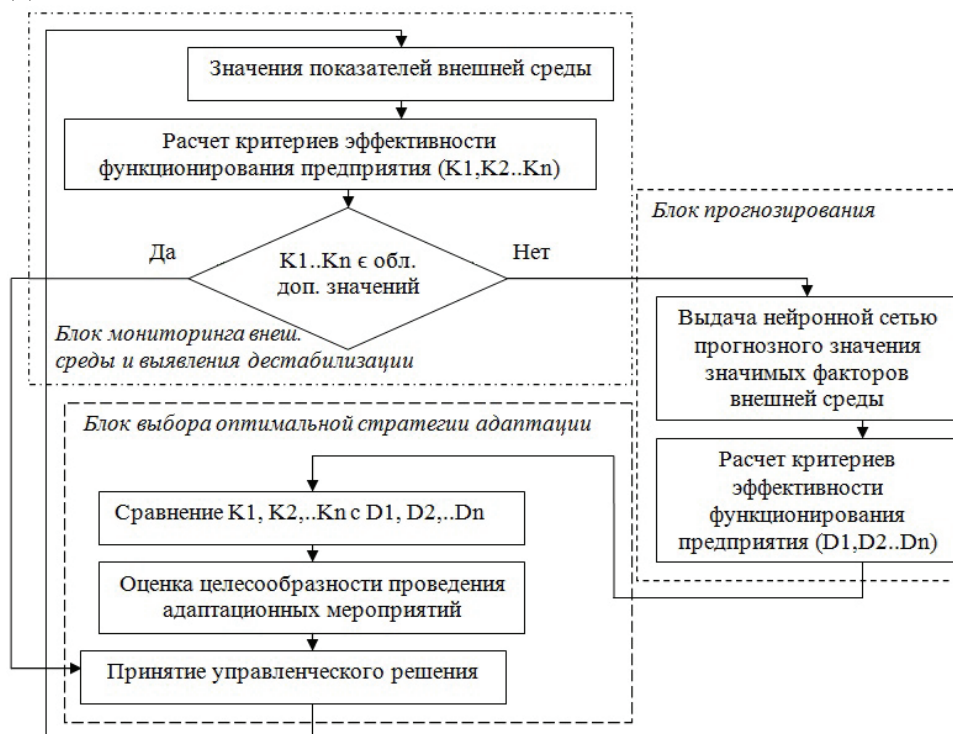 Значения показателей внешней среды
Расчет критериев эффективности
функционирования предприятия (K1,K2..Kn)
Да
K1..Kn є обл.
доп. значений
Нет
Блок мониторинга внеш.
среды и выявления дестабилизации
Блок прогнозирования
Выдача нейронной сетью
прогнозного значения
значимых факторов
внешней среды
Расчет критериев
эффективности
функционирования
предприятия (D1,D2..Dn)
Блок выбора оптимальной стратегии адаптации
Сравнение K1, K2,..Kn с D1, D2,..Dn
Оценка целесообразности проведения
адаптационных мероприятий
Принятие управленческого решения